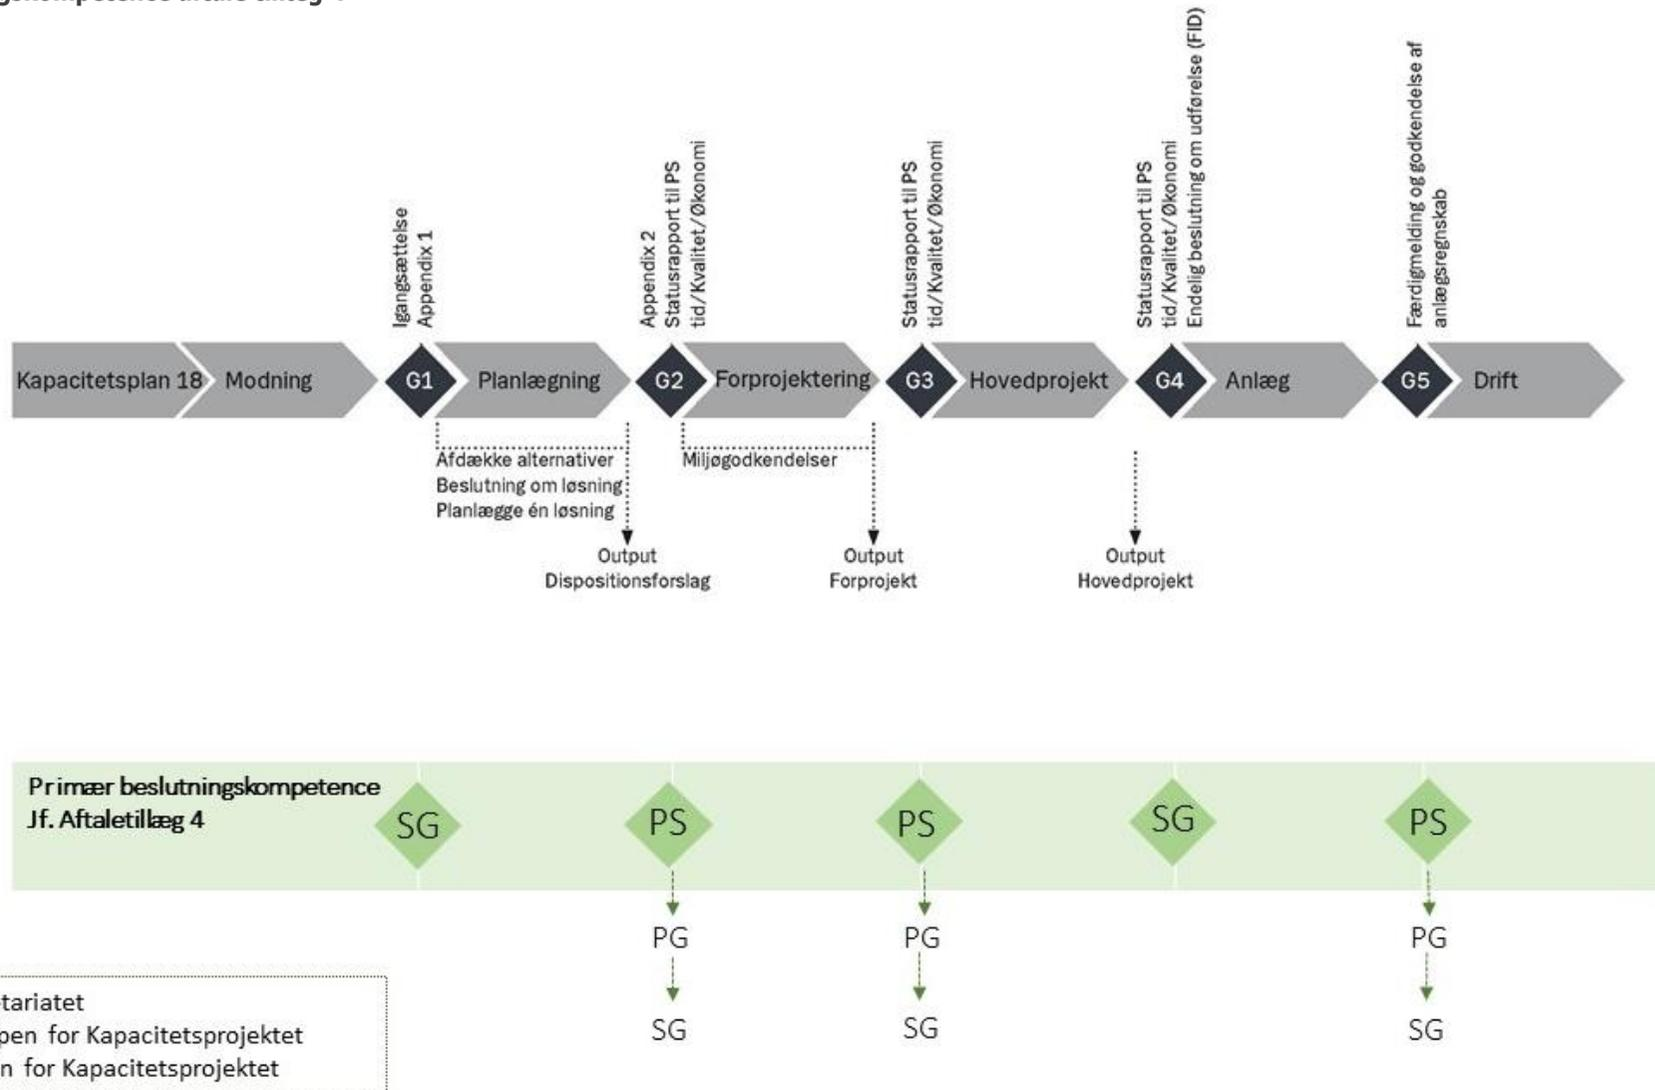 Igangsættelse
Appendix 1
Appendix 2
Statusrapport til PS
tid/Kvalitet/Økonomi
Statusrapport til PS
tid/Kvalitet/Økonomi
Statusrapport til PS
tid/Kvalitet/Økonomi
Endelig beslutning om udførelse (FID)
Færdigmelding og godkendelse af
anlægsregnskab
Kapacitetsplan 18 Modning G1 Planlægning G2 Forprojektering G3 Hovedprojekt G4 Anlæg G5 Drift
Afdække alternativer
Beslutning om løsning
Planlægge én løsning
Miljøgodkendelser
Output
Dispositionsforslag
Output
Forprojekt
Output
Hovedprojekt
Primær beslutningskompetence
Jf. Aftaletillæg 4
SG PS PS SG PS
PG PG PG
SG SG SG
tariatet
pen for Kapacitetsprojektet
n for Kapacitetsprojektet